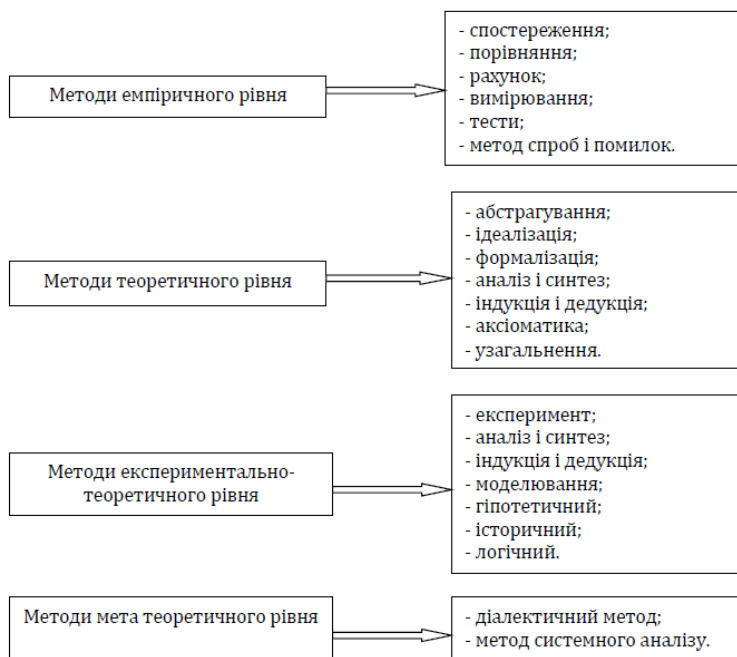 Методи емпіричного рівня
- спостереження;
- порівняння;
- рахунок;
- вимірювання;
- тести;
- метод спроб і помилок.
Методи теоретичного рівня
- абстрагування;
- ідеалізація;
- формалізація;
- аналіз і синтез;
- індукція і дедукція;
- аксіоматика;
- узагальнення.
Методи експериментально-
теоретичного рівня
- експеримент;
- аналіз і синтез;
- індукція і дедукція;
- моделювання;
- гіпотетичний;
- історичний;
- логічний.
Методи мета теоретичного рівня
- діалектичний метод;
- метод системного аналізу.